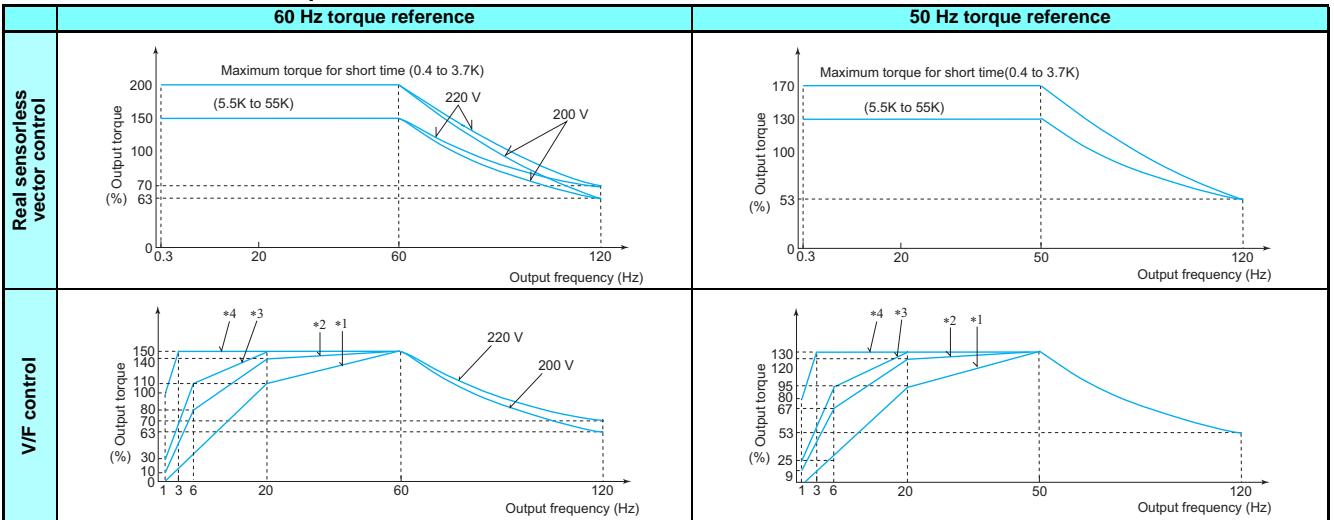 60 Hz torque reference
50 Hz torque reference
Real sensorless
vector control
Output torque
(%)
200
150
100
70
63
0
Maximum torque for short time (0.4 to 3.7K)
(5.5K to 55K)
220 V
200 V
0.3
20
60
120
Output frequency (Hz)
Output torque
(%)
170
130
100
53
0
Maximum torque for short time(0.4 to 3.7K)
(5.5K to 55K)
0.3
20
50
120
Output frequency (Hz)
V/F control
Output torque
(%)
150
140
110
100
80
70
63
30
10
0
*4
*3
*2
*1
220 V
200 V
1
3
6
20
60
120
Output frequency (Hz)
Output torque
(%)
130
120
95
80
67
53
25
9
*4
*3
*2
*1
1
3
6
20
50
120
Output frequency (Hz)